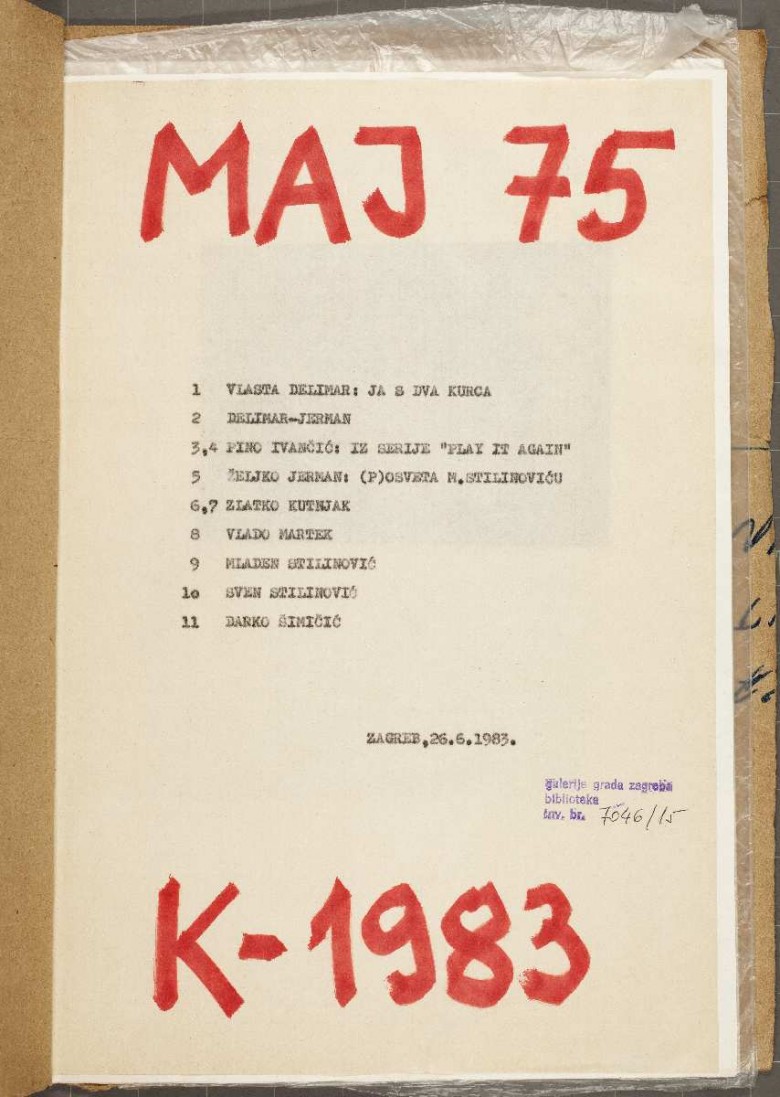 MAJ 75
1 VLASTA DELIMAR: JA S DVA KURCA
2 DELIMAR-JERMAN
3,4 PINO IVANČIĆ: IZ SERIJE "PLAY IT AGAIN"
5 ŽELJKO JERMAN: (P)OSVETA M.STILINOVIĆU
6,7 ZLATKO KUTNJAK
8 VLADO MARTEK
9 MLADEN STILINOVIĆ
1o SVEN STILINOVIĆ
11 DARKO ŠIMIČIĆ
ZAGREB,26.6.1983.
galerije grada zagreba
biblioteka
inv. br. 7046/15
K-1983